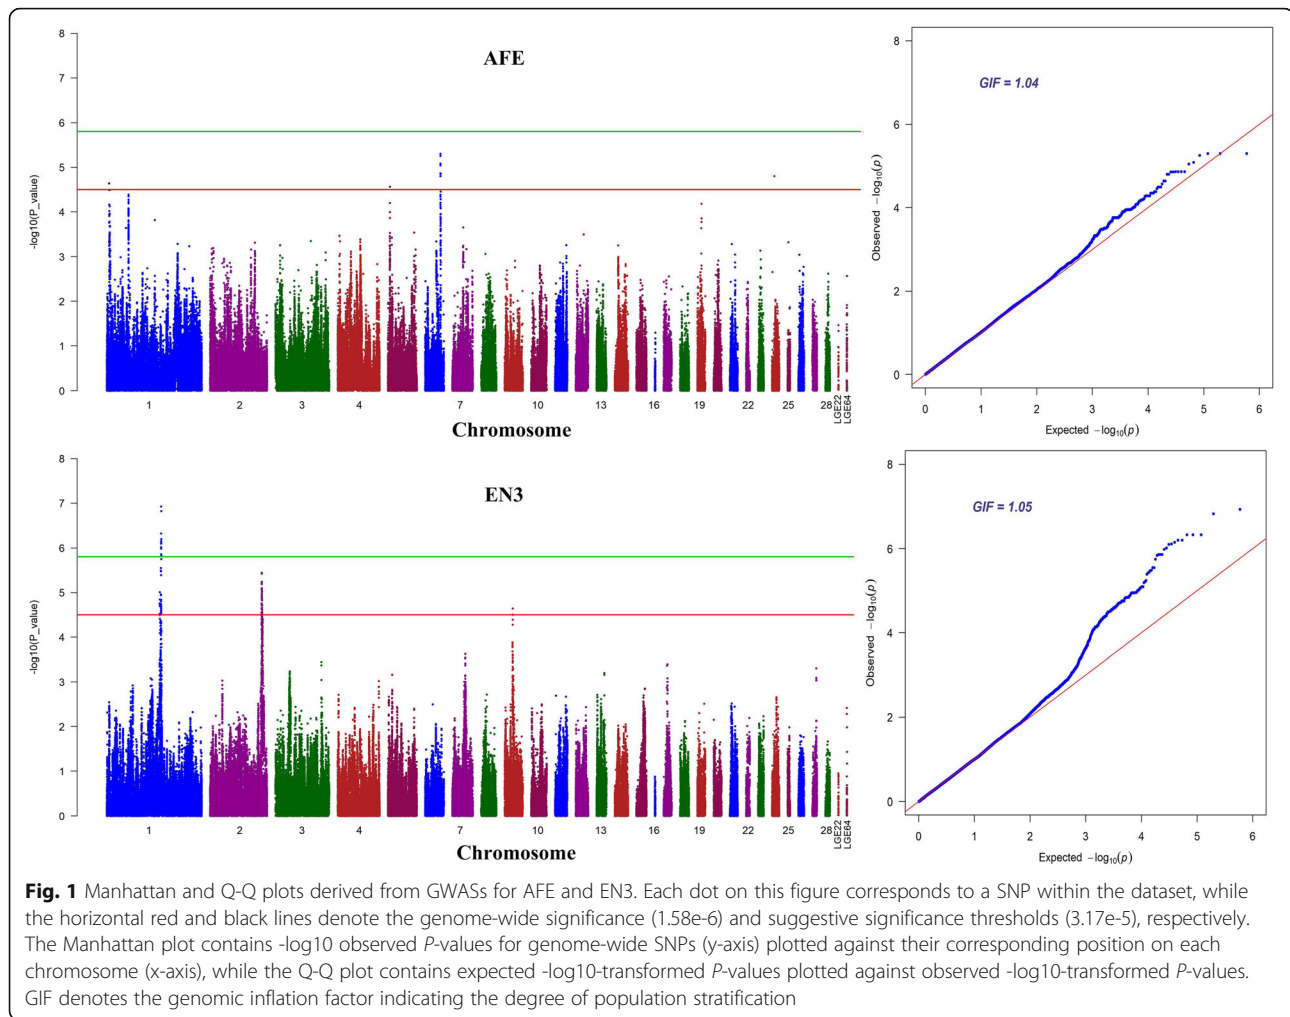 8
7
6
5
4
3
2
1
0
-log10(P_value)
AFE
1 2 3 4 7 10 13 16 19 22 25 28 LGE22 LGE64
Chromosome
8
6
4
2
0
Observed −log10(p)
GIF = 1.04
0 1 2 3 4 5 6
Expected −log10(p)
8
7
6
5
4
3
2
1
0
-log10(P_value)
EN3
1 2 3 4 7 10 13 16 19 22 25 28 LGE22 LGE64
Chromosome
8
6
4
2
0
Observed −log10(p)
GIF = 1.05
0 1 2 3 4 5 6
Expected −log10(p)
Fig. 1 Manhattan and Q-Q plots derived from GWASs for AFE and EN3. Each dot on this figure corresponds to a SNP within the dataset, while
the horizontal red and black lines denote the genome-wide significance (1.58e-6) and suggestive significance thresholds (3.17e-5), respectively.
The Manhattan plot contains -log10 observed P-values for genome-wide SNPs (y-axis) plotted against their corresponding position on each
chromosome (x-axis), while the Q-Q plot contains expected -log10-transformed P-values plotted against observed -log10-transformed P-values.
GIF denotes the genomic inflation factor indicating the degree of population stratification